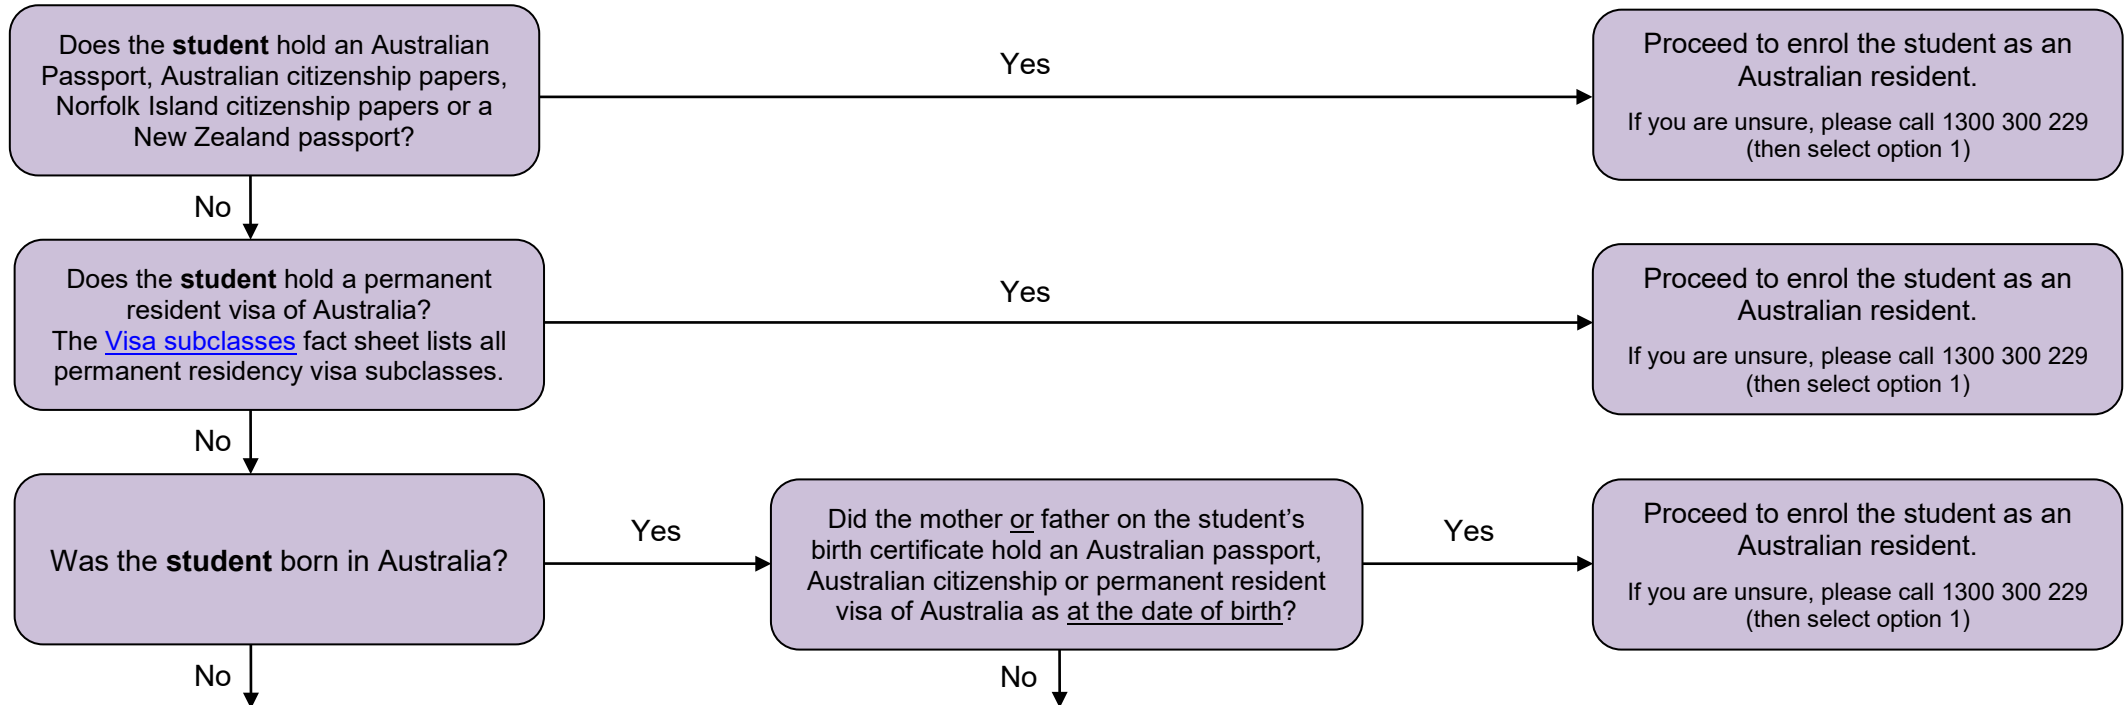 Does the student hold an Australian
Passport, Australian citizenship papers,
Norfolk Island citizenship papers or a
New Zealand passport?
Yes
Proceed to enrol the student as an
Australian resident.
If you are unsure, please call 1300 300 229
(then select option 1)
No
Does the student hold a permanent
resident visa of Australia?
The Visa subclasses fact sheet lists all
permanent residency visa subclasses.
Yes
Proceed to enrol the student as an
Australian resident.
If you are unsure, please call 1300 300 229
(then select option 1)
No
Was the student born in Australia?
Yes
Did the mother or father on the student’s
birth certificate hold an Australian passport,
Australian citizenship or permanent resident
visa of Australia as at the date of birth?
Yes
Proceed to enrol the student as an
Australian resident.
If you are unsure, please call 1300 300 229
(then select option 1)
No
No